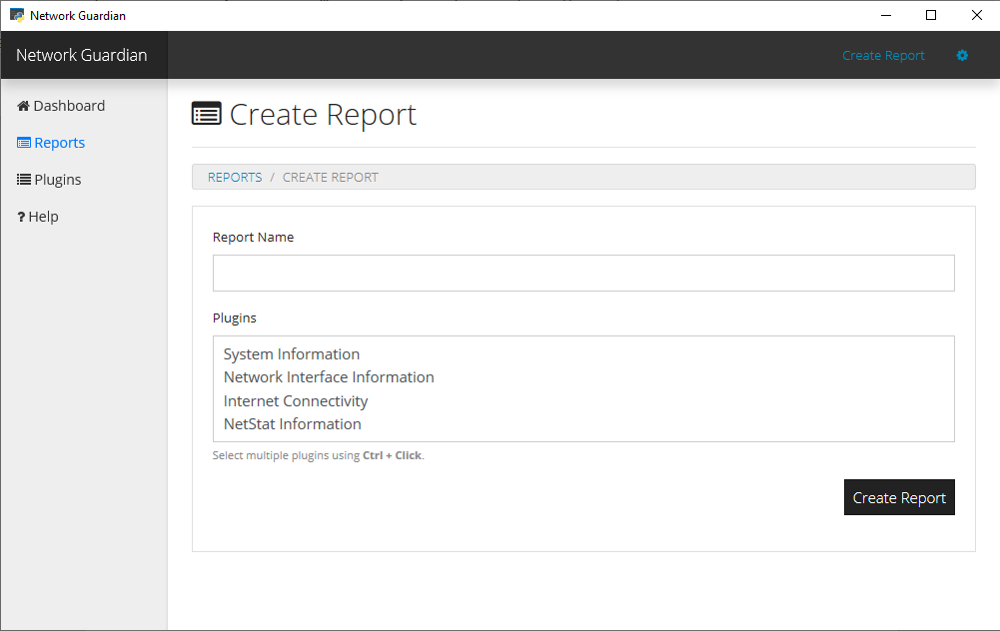 Network Guardian
Network Guardian
Create Report
Dashboard
Reports
Plugins
? Help
Create Report
REPORTS / CREATE REPORT
Report Name
Plugins
System Information
Network Interface Information
Internet Connectivity
NetStat Information
Select multiple plugins using Ctrl + Click.
Create Report